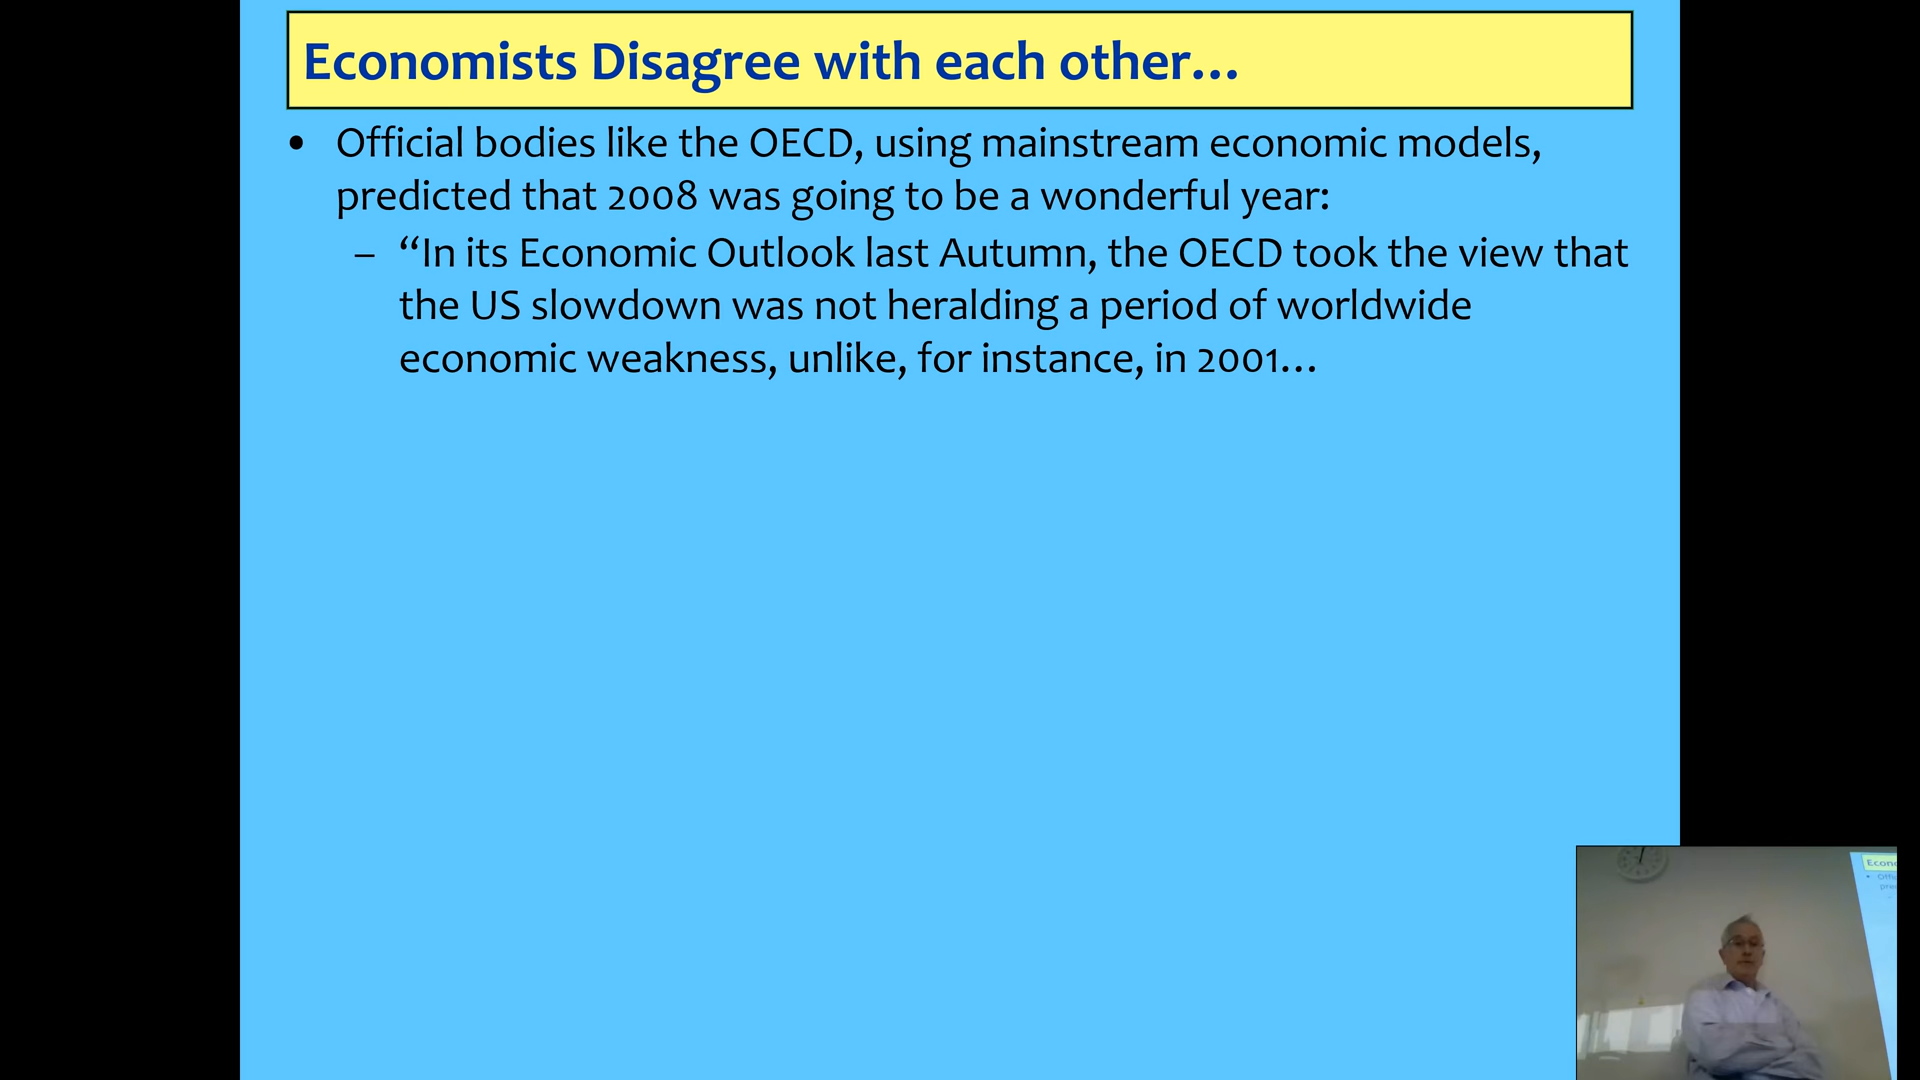 Economists Disagree with each other...
• Official bodies like the OECD, using mainstream economic models,
predicted that 2008 was going to be a wonderful year:
– “In its Economic Outlook last Autumn, the OECD took the view that
the US slowdown was not heralding a period of worldwide
economic weakness, unlike, for instance, in 2001...
Econ